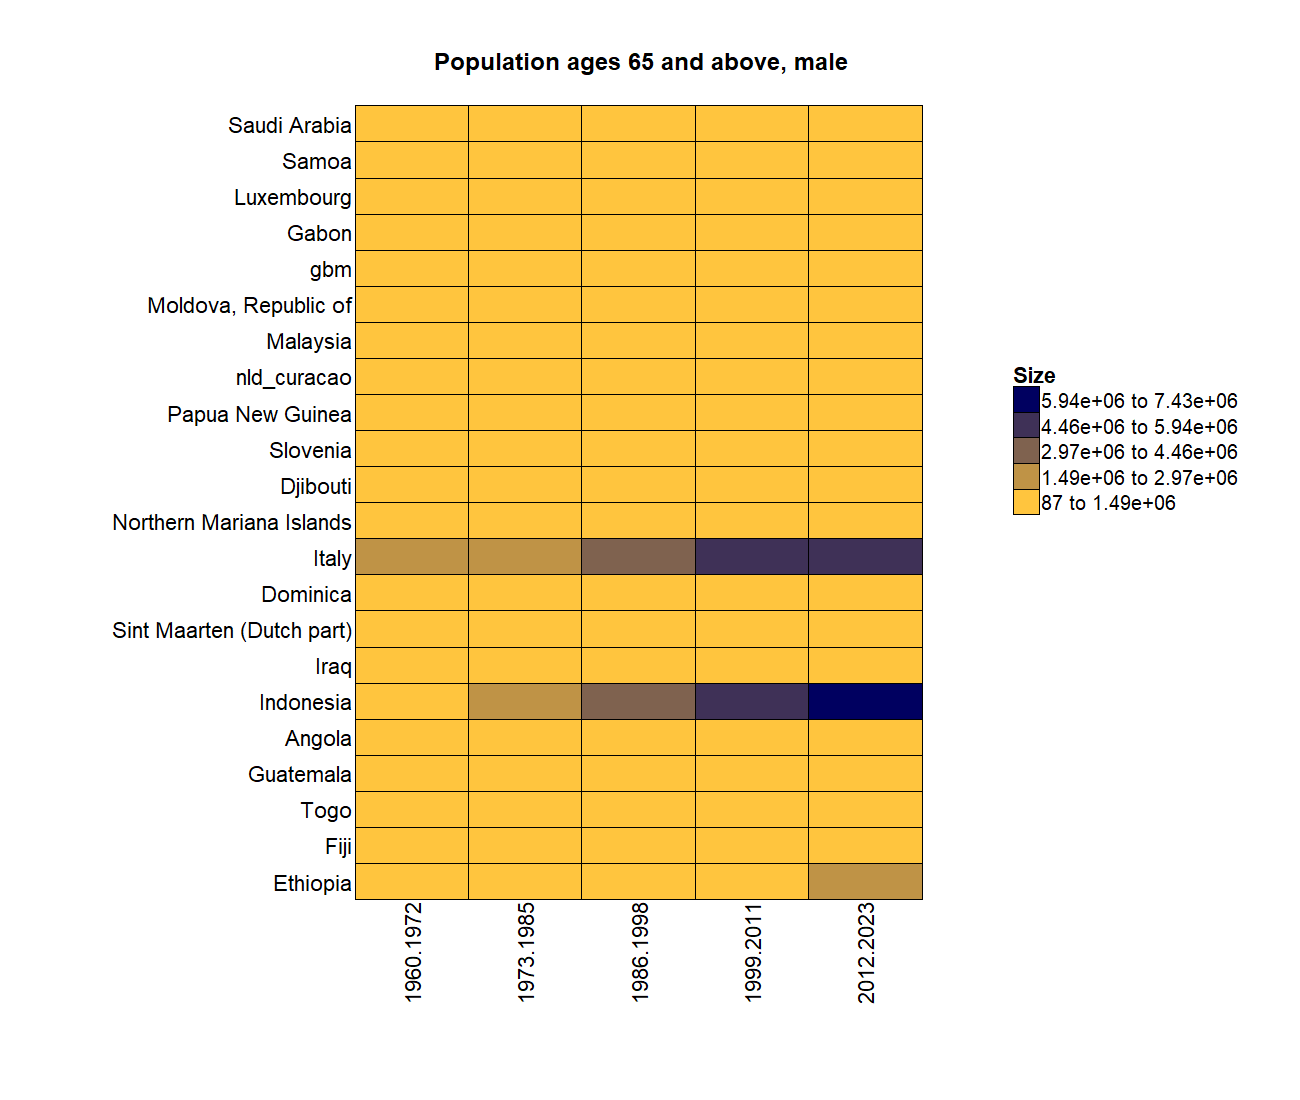 Population ages 65 and above, male
Saudi Arabia
Samoa
Luxembourg
Gabon
gbm
Moldova, Republic of
Malaysia
nld_curacao
Papua New Guinea
Slovenia
Djibouti
Northern Mariana Islands
Italy
Dominica
Sint Maarten (Dutch part)
Iraq
Indonesia
Angola
Guatemala
Togo
Fiji
Ethiopia
1960.1972
1973.1985
1986.1998
1999.2011
2012.2023
Size
5.94e+06 to 7.43e+06
4.46e+06 to 5.94e+06
2.97e+06 to 4.46e+06
1.49e+06 to 2.97e+06
87 to 1.49e+06